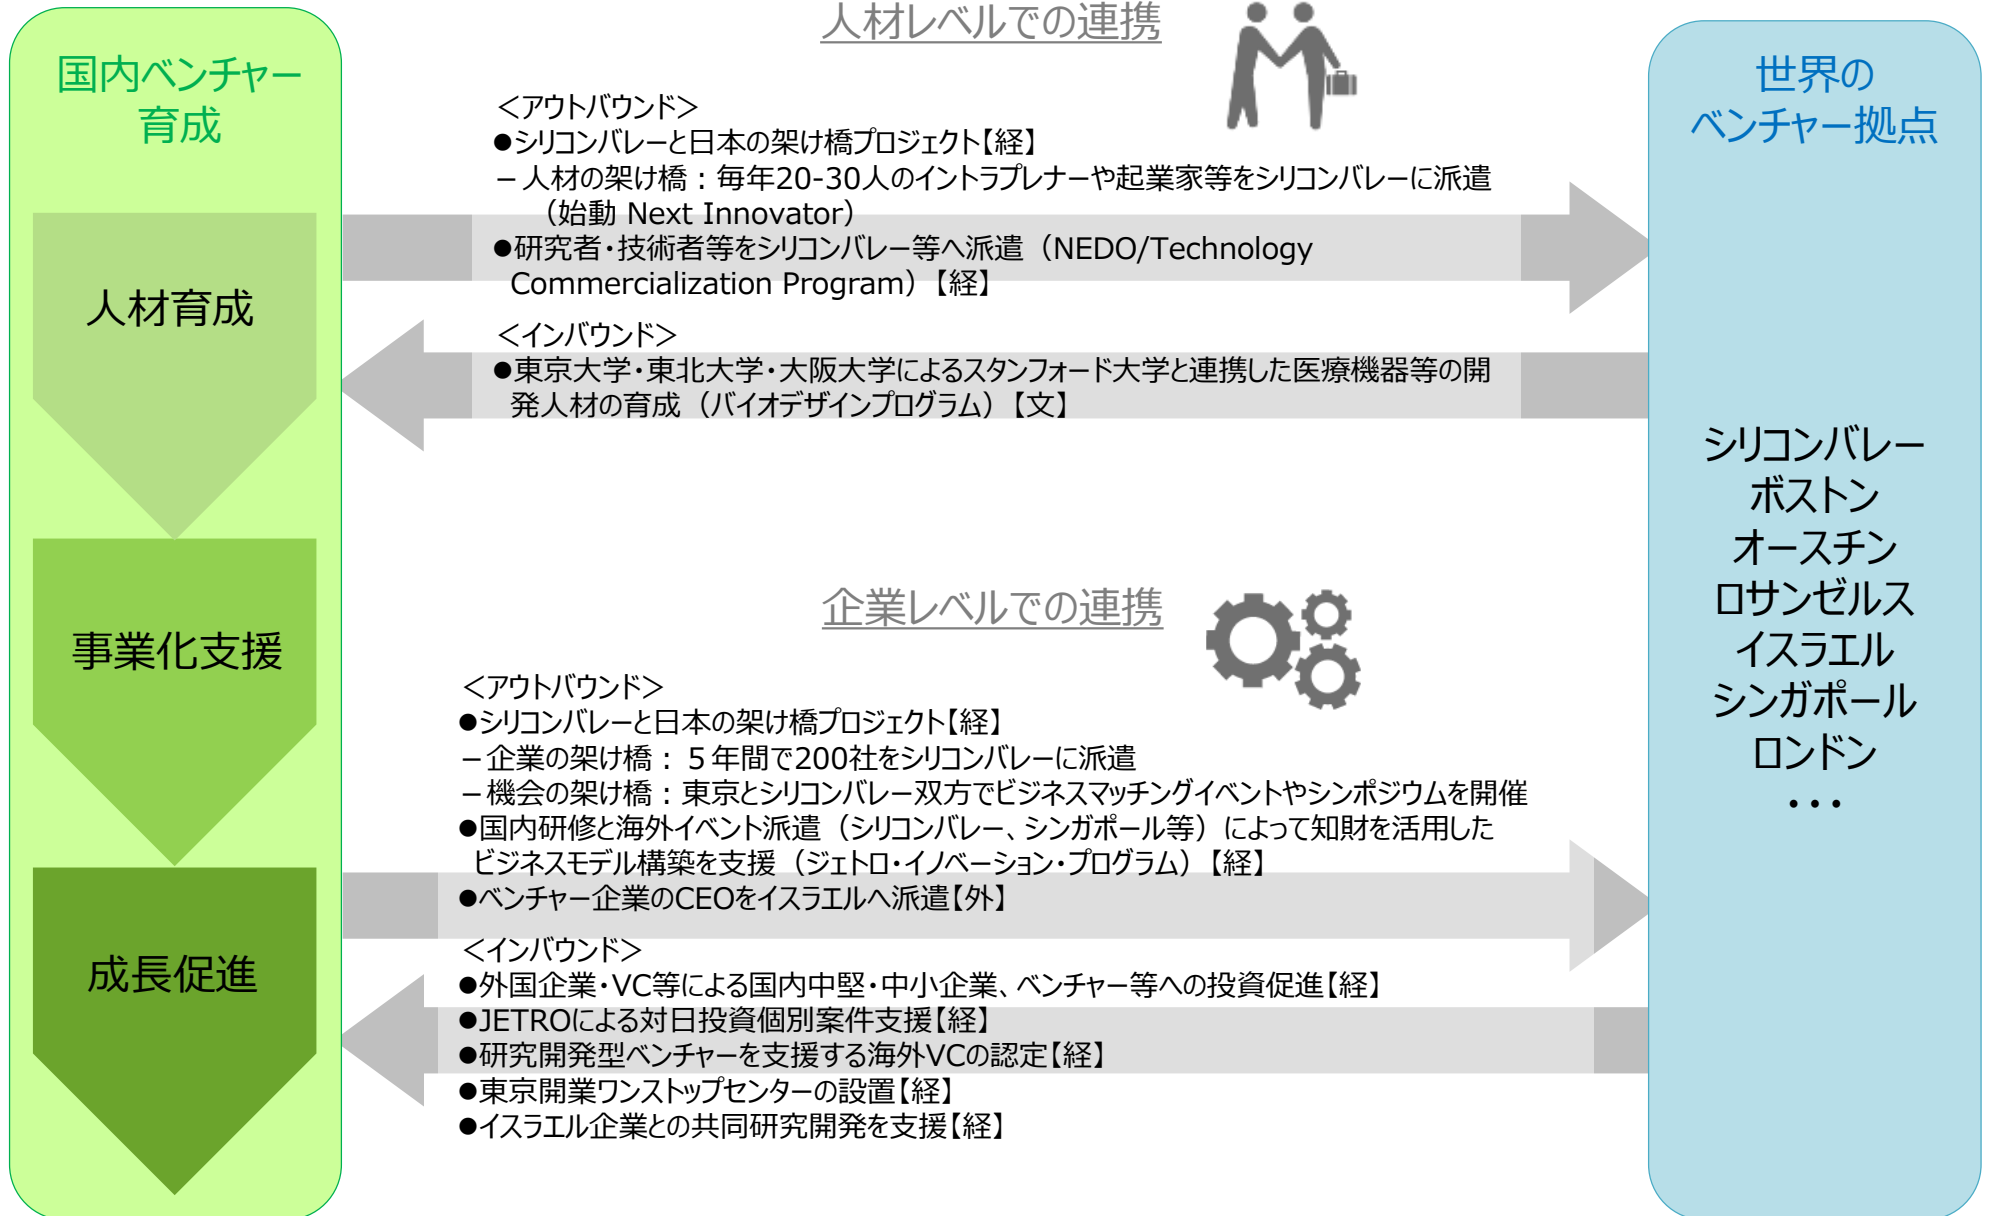 国内ベンチャー
育成
人材育成
事業化支援
成長促進
人材レベルでの連携
＜アウトバウンド＞
●シリコンバレーと日本の架け橋プロジェクト【経】
－人材の架け橋：毎年20-30人のイントラプレナーや起業家等をシリコンバレーに派遣
（始動 Next Innovator）
●研究者・技術者等をシリコンバレー等へ派遣（NEDO/Technology
Commercialization Program）【経】
＜インバウンド＞
●東京大学・東北大学・大阪大学によるスタンフォード大学と連携した医療機器等の開
発人材の育成（バイオデザインプログラム）【文】
企業レベルでの連携
＜アウトバウンド＞
●シリコンバレーと日本の架け橋プロジェクト【経】
－企業の架け橋：５年間で200社をシリコンバレーに派遣
－機会の架け橋：東京とシリコンバレー双方でビジネスマッチングイベントやシンポジウムを開催
●国内研修と海外イベント派遣（シリコンバレー、シンガポール等）によって知財を活用した
ビジネスモデル構築を支援（ジェトロ・イノベーション・プログラム）【経】
●ベンチャー企業のCEOをイスラエルへ派遣【外】
＜インバウンド＞
●外国企業・VC等による国内中堅・中小企業、ベンチャー等への投資促進【経】
●JETROによる対日投資個別案件支援【経】
●研究開発型ベンチャーを支援する海外VCの認定【経】
●東京開業ワンストップセンターの設置【経】
●イスラエル企業との共同研究開発を支援【経】
世界の
ベンチャー拠点
シリコンバレー
ボストン
オースチン
ロサンゼルス
イスラエル
シンガポール
ロンドン
・・・